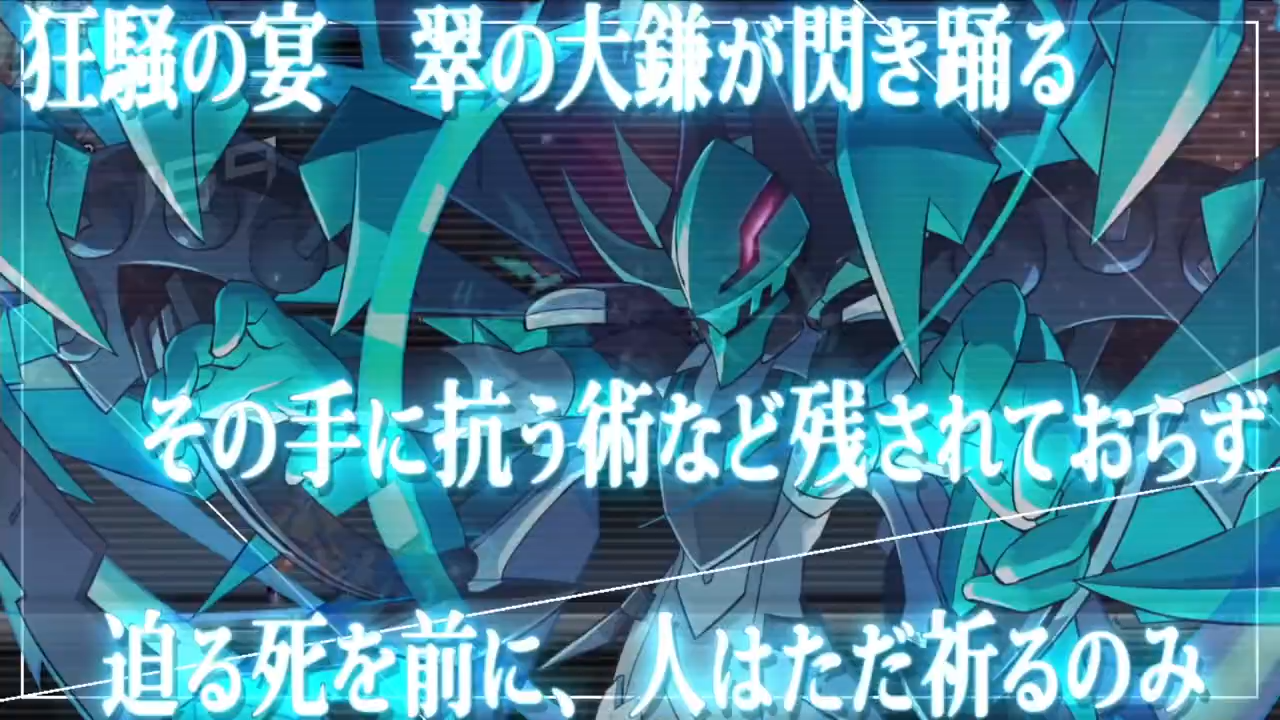 狂騒の宴　翠の大鎌が閃き踊る
169
その手に抗う術など残されておらず
迫る死を前に、人はただ祈るのみ